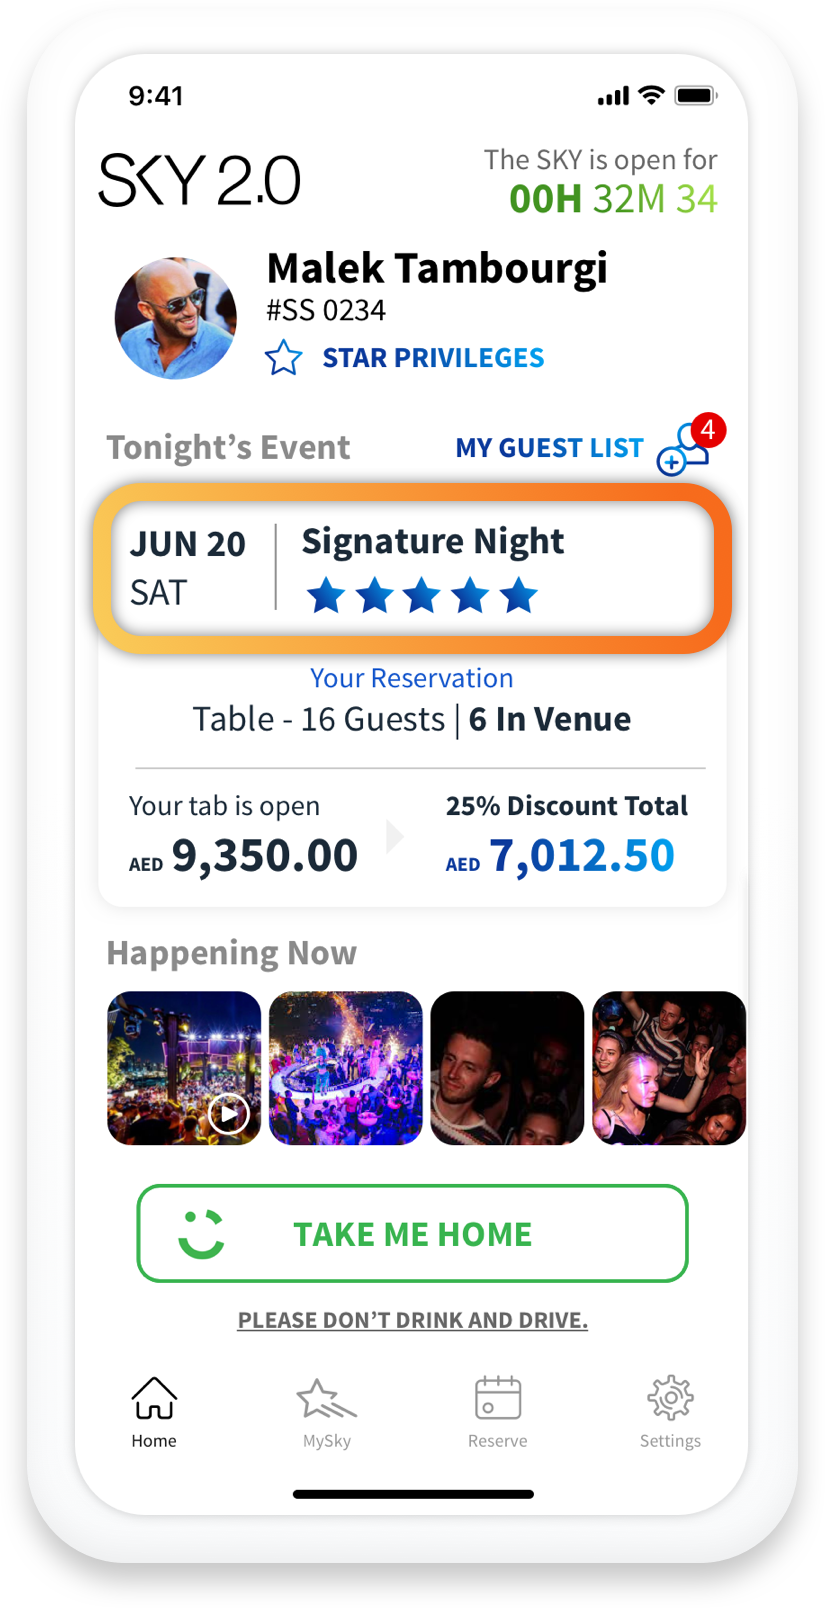 9:41
SKY 2.0
The SKY is open for
00H 32M 34
Malek Tambourgi
#SS 0234
STAR PRIVILEGES
Tonight’s Event
MY GUEST LIST
4
JUN 20
SAT
Signature Night
Your Reservation
Table - 16 Guests | 6 In Venue
Your tab is open
AED 9,350.00
25% Discount Total
AED 7,012.50
Happening Now
TAKE ME HOME
PLEASE DON’T DRINK AND DRIVE.
Home
MySky
Reserve
Settings